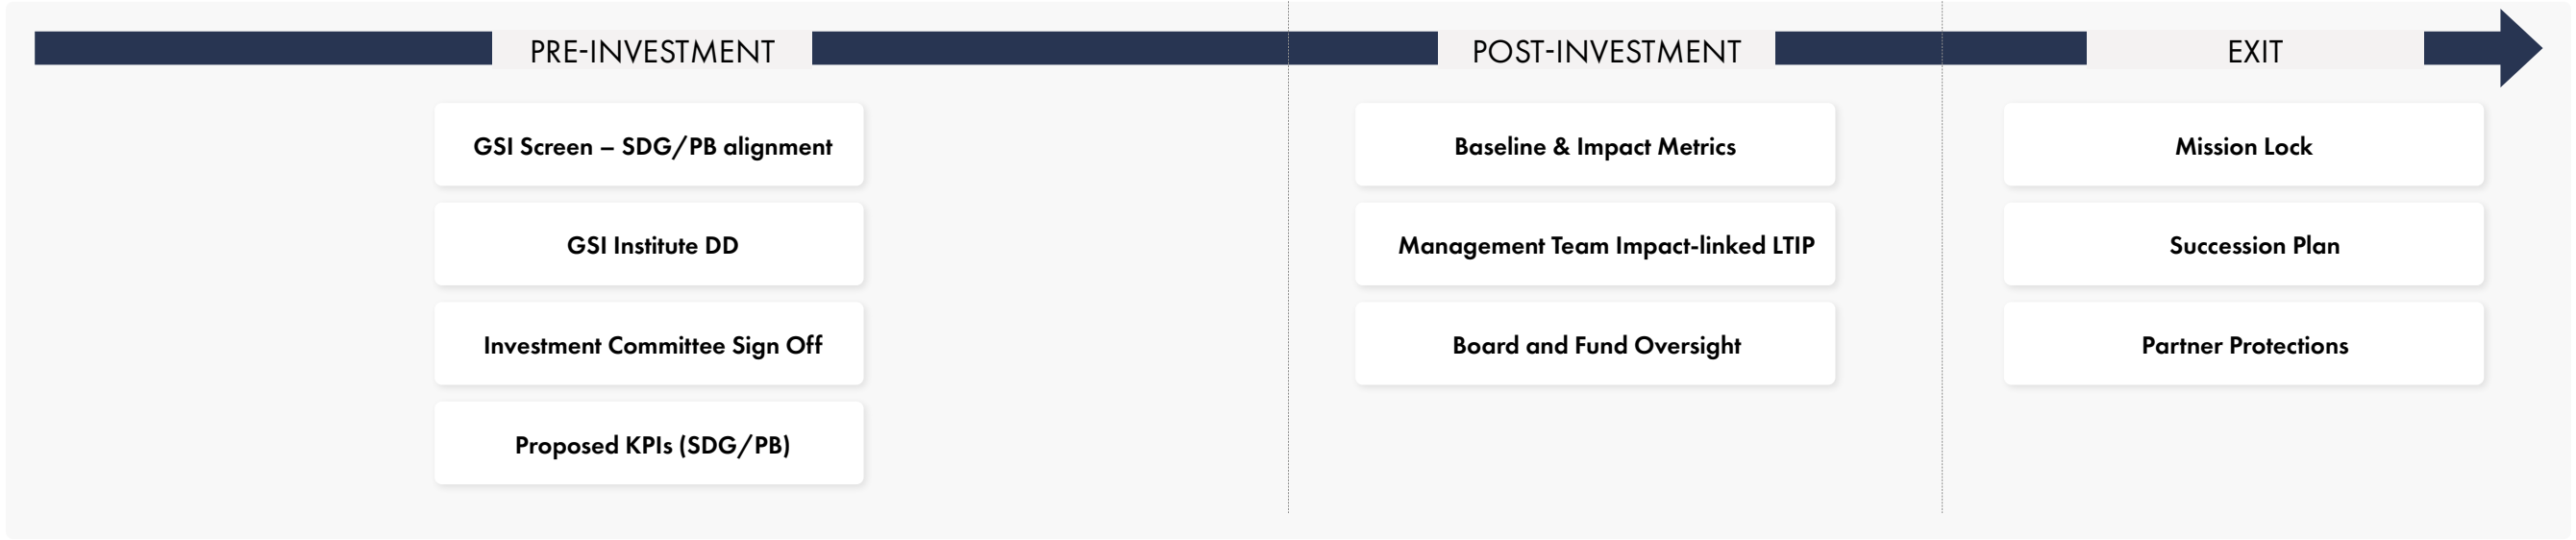 PRE-INVESTMENT
GSI Screen – SDG/PB alignment
GSI Institute DD
Investment Committee Sign Off
Proposed KPIs (SDG/PB)
POST-INVESTMENT
Baseline & Impact Metrics
Management Team Impact-linked LTIP
Board and Fund Oversight
EXIT
Mission Lock
Succession Plan
Partner Protections